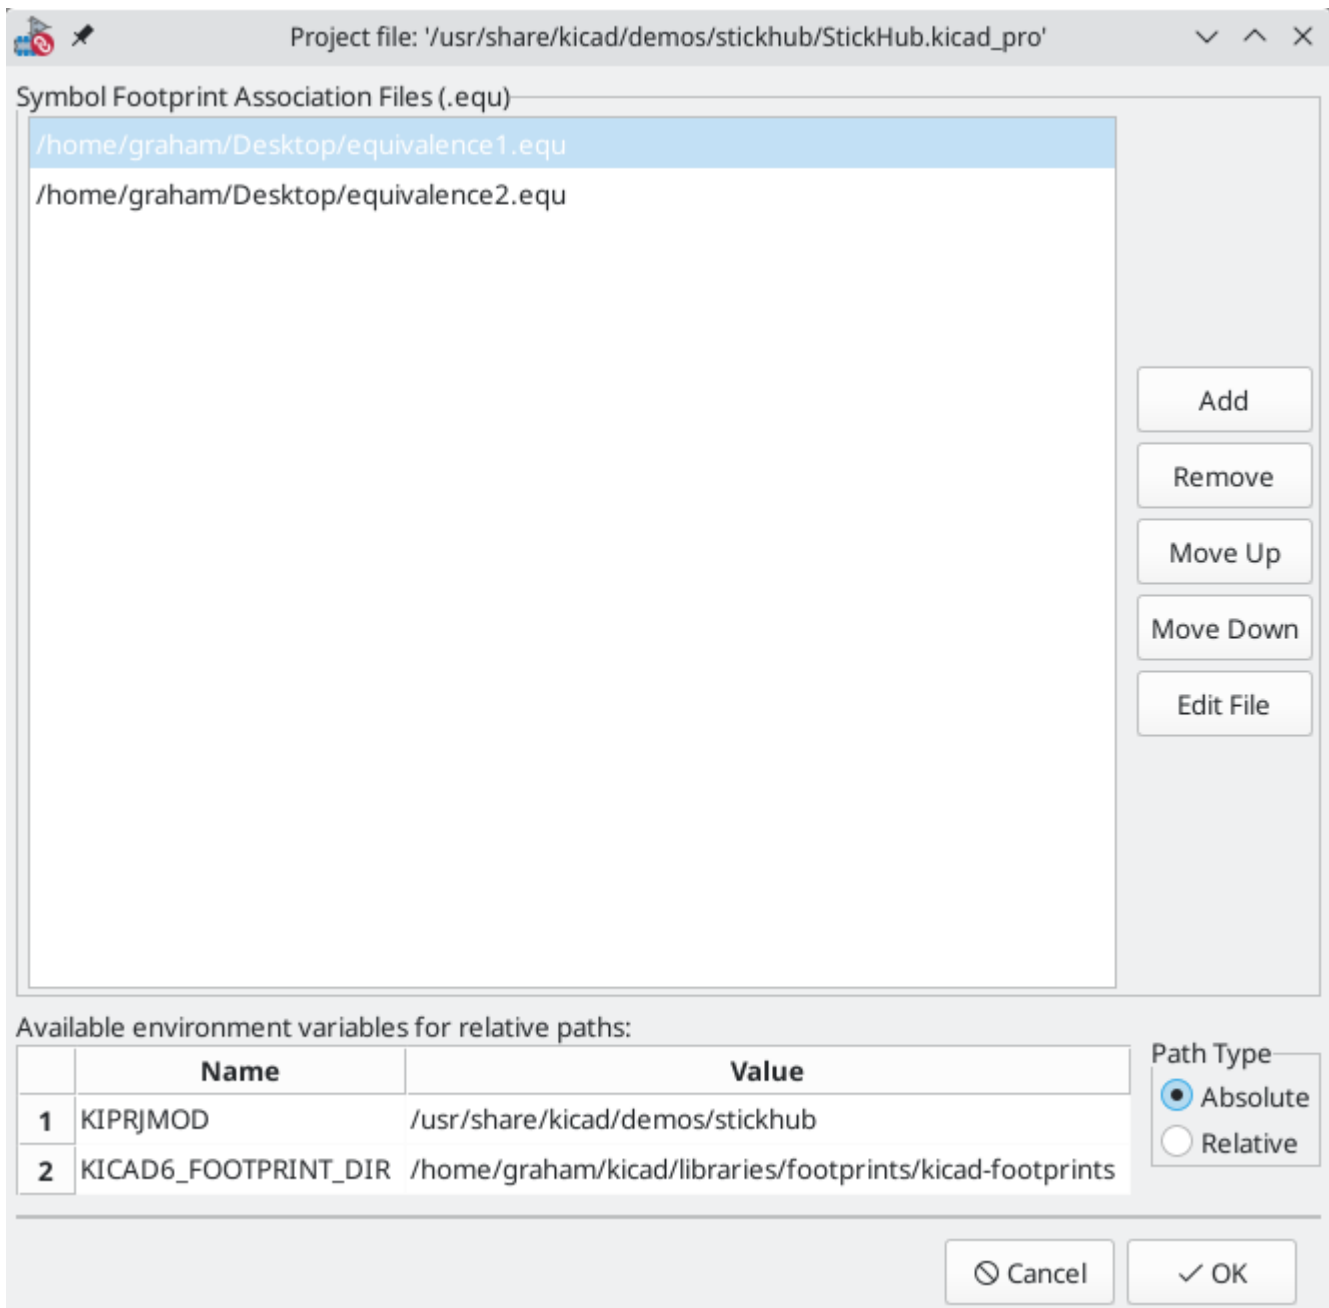 Project file: '/usr/share/kicad/demos/stickhub/StickHub.kicad_pro'
Symbol Footprint Association Files (.equ)
/home/graham/Desktop/equivalence1.equ
/home/graham/Desktop/equivalence2.equ
Add
Remove
Move Up
Move Down
Edit File
Available environment variables for relative paths:
Name Value
1 KIPRJMOD /usr/share/kicad/demos/stickhub
2 KICAD6_FOOTPRINT_DIR /home/graham/kicad/libraries/footprints/kicad-footprints
Path Type
Absolute
Relative
Cancel OK